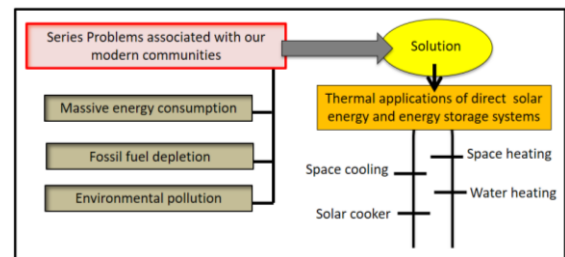 Series Problems associated with our
modern communities
Solution
Massive energy consumption
Fossil fuel depletion
Environmental pollution
Thermal applications of direct solar
energy and energy storage systems
Space cooling
Space heating
Water heating
Solar cooker